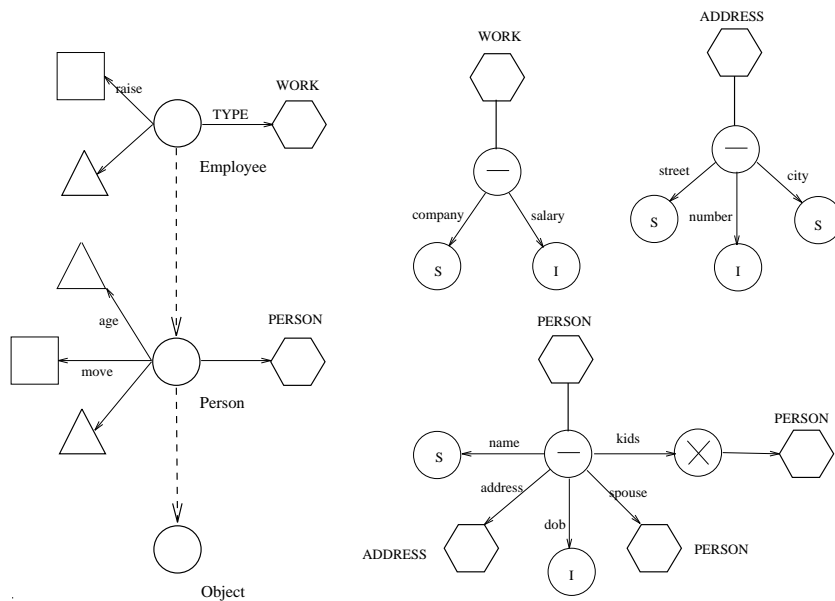 raise
TYPE
WORK
Employee
age
move
PERSON
Person
Object
WORK
company
salary
S
I
ADDRESS
street
number
city
S
I
S
PERSON
name
kids
S
PERSON
address
dob
spouse
ADDRESS
I
PERSON